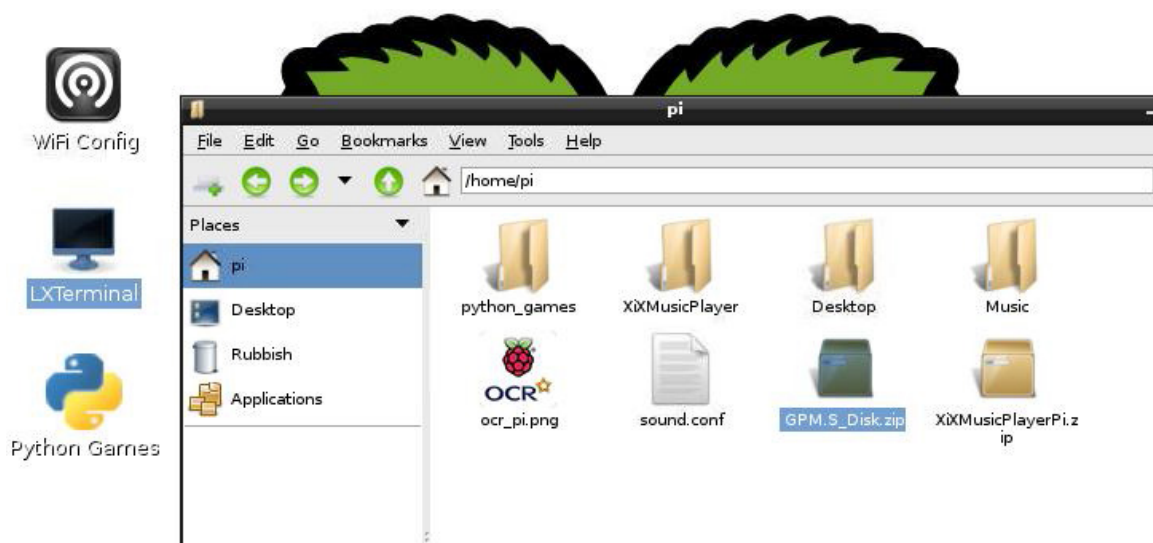 WiFi Config
LXTerminal
Python Games
pi
File Edit Go Bookmarks View Tools Help
/home/pi
Places
pi
Desktop
Rubbish
Applications
python_games XiXMusicPlayer Desktop Music
OCR
ocr_pi.png sound.conf GPM.S_Disk.zip XiXMusicPlayerPi.z
ip